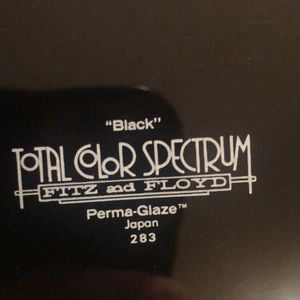 "Black"
TOTAL COLOR SPECTRUM
FITZ and FLOYD
Perma-Glaze™
Japan
283